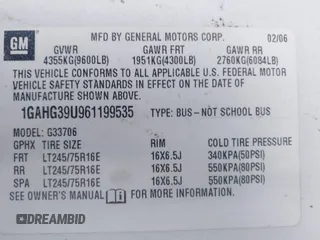 GM
MFD BY GENERAL MOTORS CORP. 02/06
GVWR GAWR FRT GAWR RR
4355KG(9600LB) 1951KG(4300LB) 2760KG(6084LB)
THIS VEHICLE CONFORMS TO ALL APPLICABLE U.S. FEDERAL MOTOR
VEHICLE SAFETY STANDARDS IN EFFECT ON THE DATE OF
MANUFACTURE SHOWN ABOVE.
1GAHG39U961199535 TYPE: BUS – NOT SCHOOL BUS
MODEL: G33706
GPHX TIRE SIZE RIM COLD TIRE PRESSURE
FRT LT245/75R16E 16X6.5J 340KPA(50PSI)
RR LT245/75R16E 16X6.5J 550KPA(80PSI)
SPA LT245/75R16E 16X6.5J 550KPA(80PSI)
SEE OWNER'S MANUAL FOR MORE INFORMATION.
DREAMBID